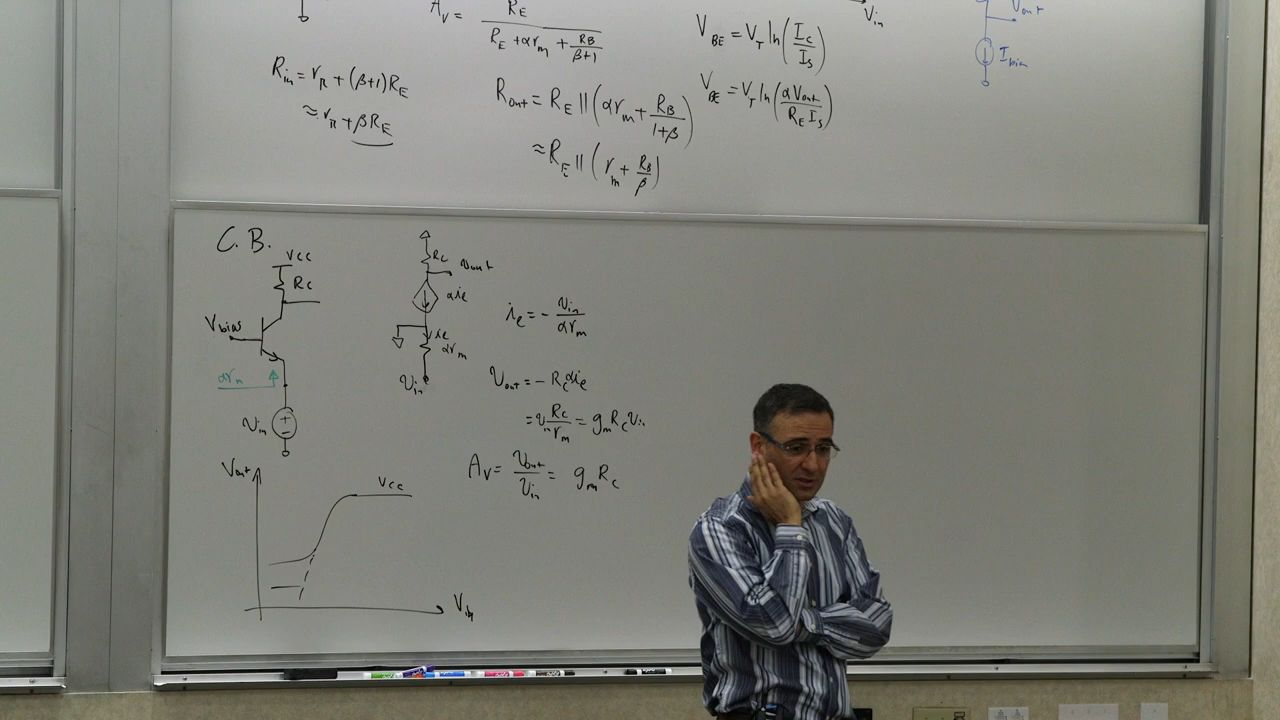 A_V = R_E / (R_E + αr_m + R_B/(β+1))
R_in = r_π + (β+1)R_E
≈ r_π + βR_E
R_out = R_E || (αr_m + R_B/(1+β))
≈ R_E || (r_m + R_B/β)
V_BE = V_T ln(I_C/I_S)
V_BE = V_T ln(αV_out/(R_E I_S))
V_in
V_out
I_bias
C.B.
VCC
R_C
V_bias
αr_m
v_in
R_C
v_out
αi_e
i_e
αr_m
v_in
i_e = - v_in/(αr_m)
v_out = - R_C αi_e
= v_in R_C/r_m = g_m R_C v_in
A_V = v_out/v_in = g_m R_C
V_out
VCC
V_in